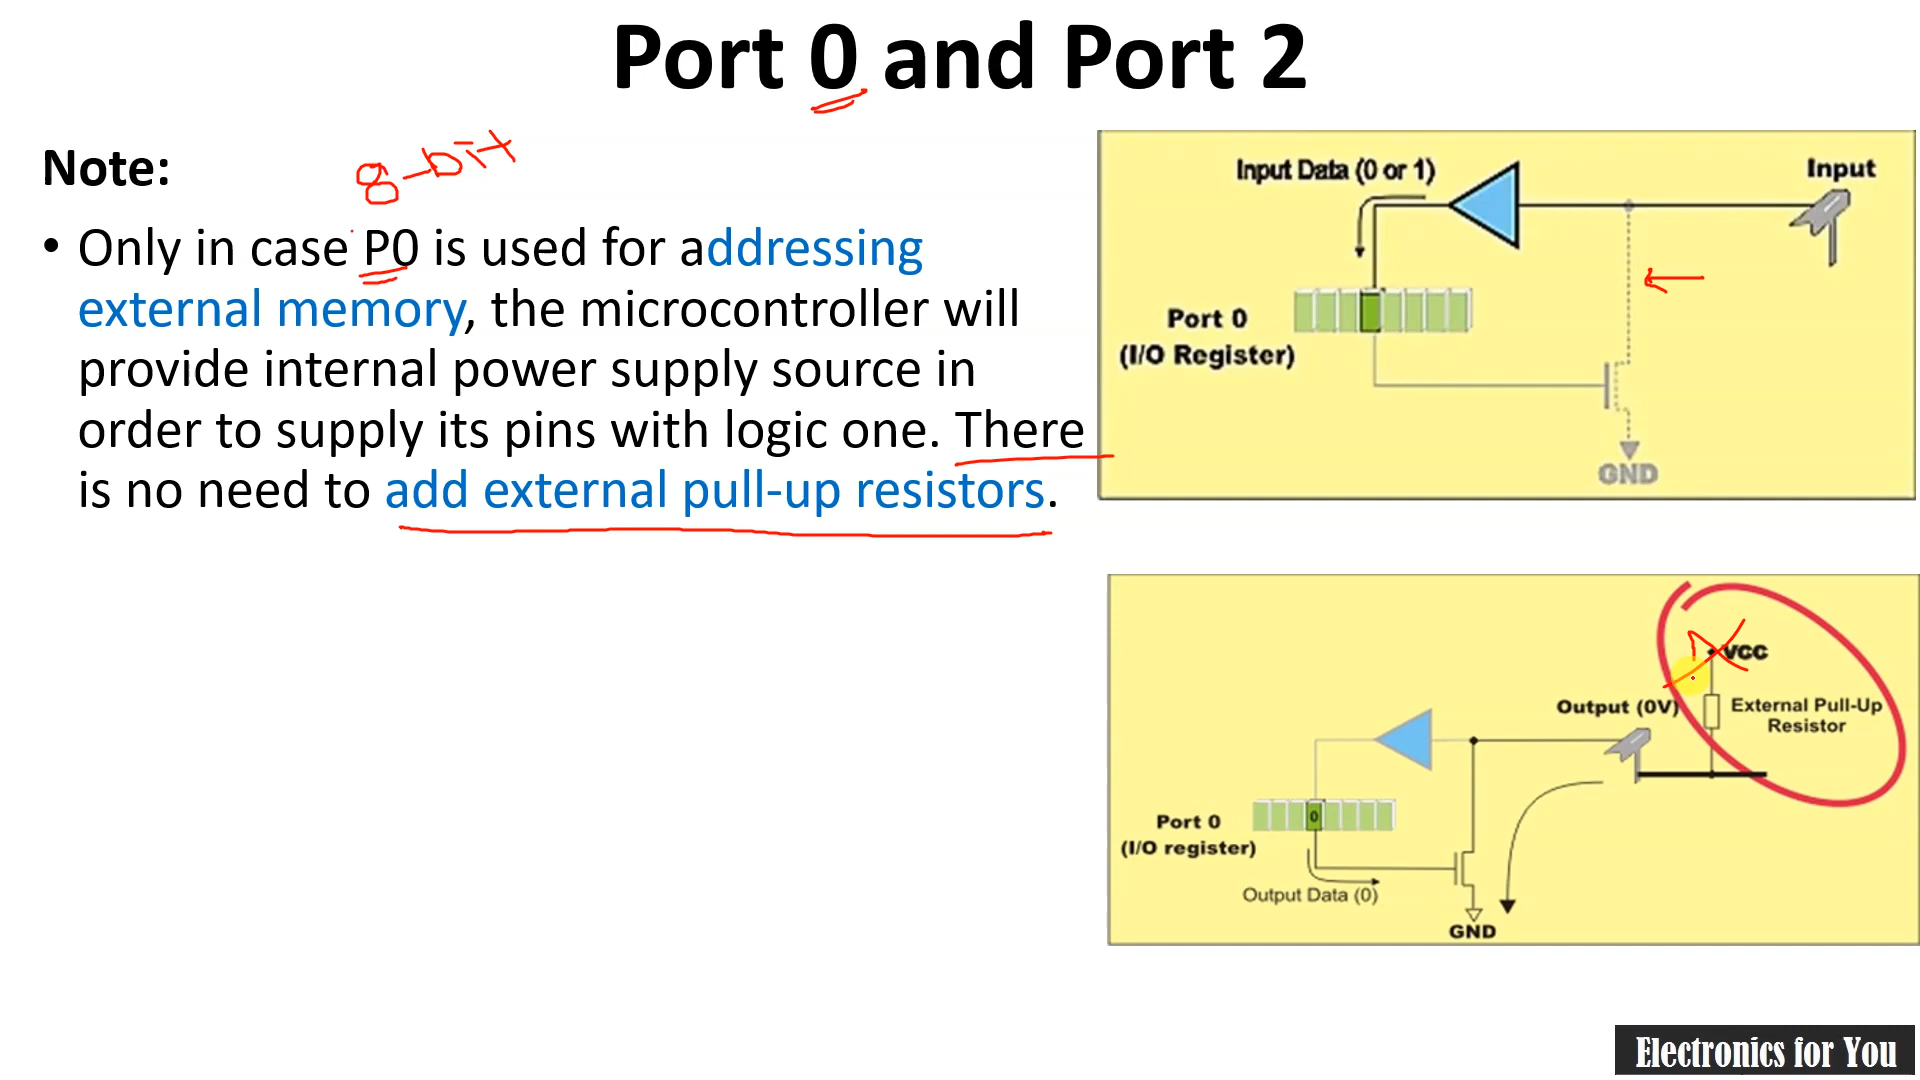 Port 0 and Port 2
Note:
8-bit
• Only in case P0 is used for addressing
external memory, the microcontroller will
provide internal power supply source in
order to supply its pins with logic one. There
is no need to add external pull-up resistors.
Input Data (0 or 1)
Input
Port 0
(I/O Register)
GND
VCC
Output (0V)
External Pull-Up
Resistor
0
Port 0
(I/O register)
Output Data (0)
GND
Electronics for You